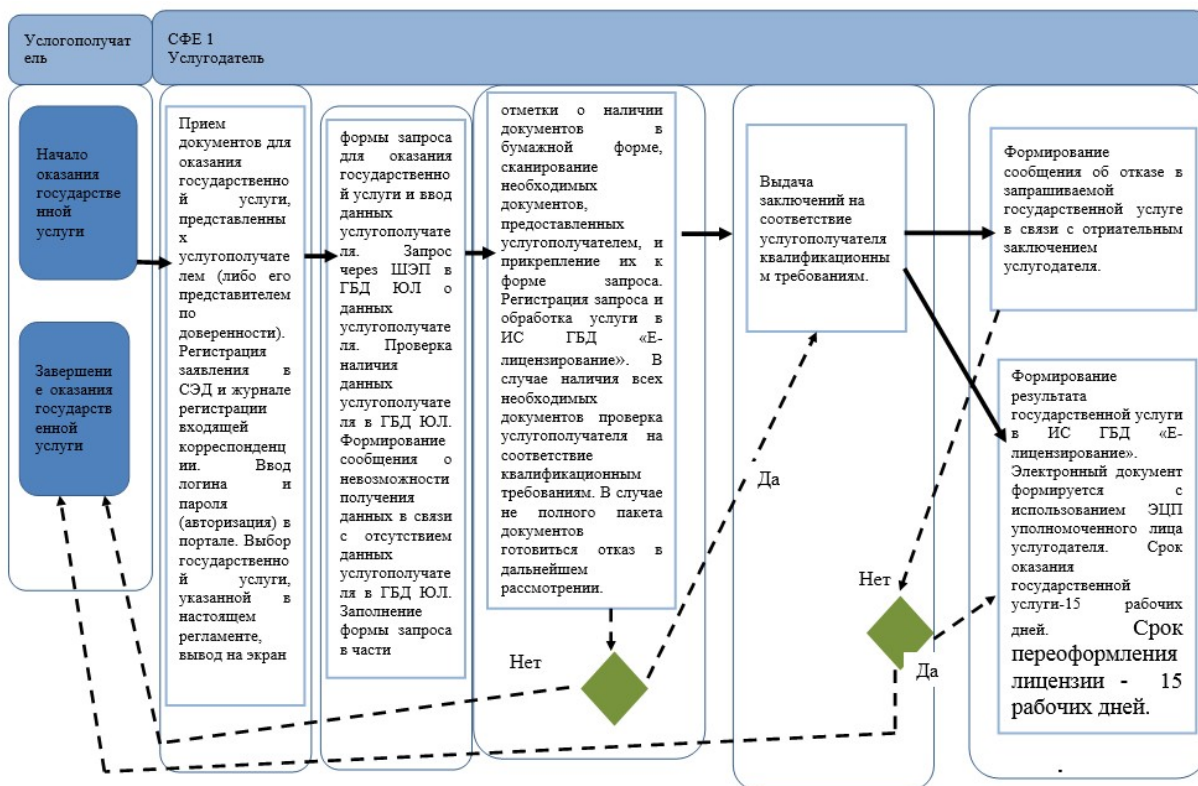 Услогополучат
ель
СФЕ 1
Услугодатель
Начало
оказания
государстве
нной
услуги
Завершени
е оказания
государств
енной
услуги
Прием
документов для
оказания
государственно
й услуги,
представленны
х
услугополучате
лем (либо его
представителем
по
доверенности).
Регистрация
заявления в
СЭД и журнале
регистрации
входящей
корреспонденц
ии. Ввод
логина и
пароля
(авторизация) в
портале. Выбор
государственно
й услуги,
указанной в
настоящем
регламенте,
вывод на экран
формы запроса
для оказания
государственно
й услуги и ввод
данных
услугополучате
ля. Запрос
через ШЭП в
ГБД ЮЛ о
данных
услугополучате
ля. Проверка
наличия
данных
услугополучате
ля в ГБД ЮЛ.
Формирование
сообщения о
невозможности
получения
данных в связи
с отсутствием
данных
услугополучате
ля в ГБД ЮЛ.
Заполнение
формы запроса
в части
отметки о наличии
документов в
бумажной форме,
сканирование
необходимых
документов,
предоставленных
услугополучателем, и
прикрепление их к
форме запроса.
Регистрация запроса и
обработка услуги в
ИС ГБД «Е-
лицензирование». В
случае наличия всех
необходимых
документов проверка
услугополучателя на
соответствие
квалификационным
требованиям. В случае
не полного пакета
документов
готовиться отказ в
дальнейшем
рассмотрении.
Нет
Да
Выдача
заключений на
соответствие
услугополучателя
квалификационны
м требованиям.
Нет
Да
Формирование
сообщения об отказе в
запрашиваемой
государственной услуге
в связи с отриательным
заключением
услугодателя.
Формирование
результата
государственной услуги
в ИС ГБД «Е-
лицензирование».
Электронный документ
формируется с
использованием ЭЦП
уполномоченного лица
услугодателя. Срок
оказания
государственной
услуги-15 рабочих
дней. Срок
переоформления
лицензии - 15
рабочих дней.